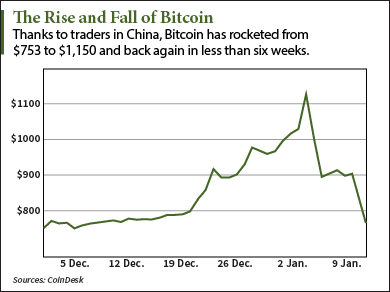 The Rise and Fall of Bitcoin
Thanks to traders in China, Bitcoin has rocketed from
$753 to $1,150 and back again in less than six weeks.
$1100
$1000
$900
$800
5 Dec. 12 Dec. 19 Dec. 26 Dec. 2 Jan. 9 Jan.
Sources: CoinDesk